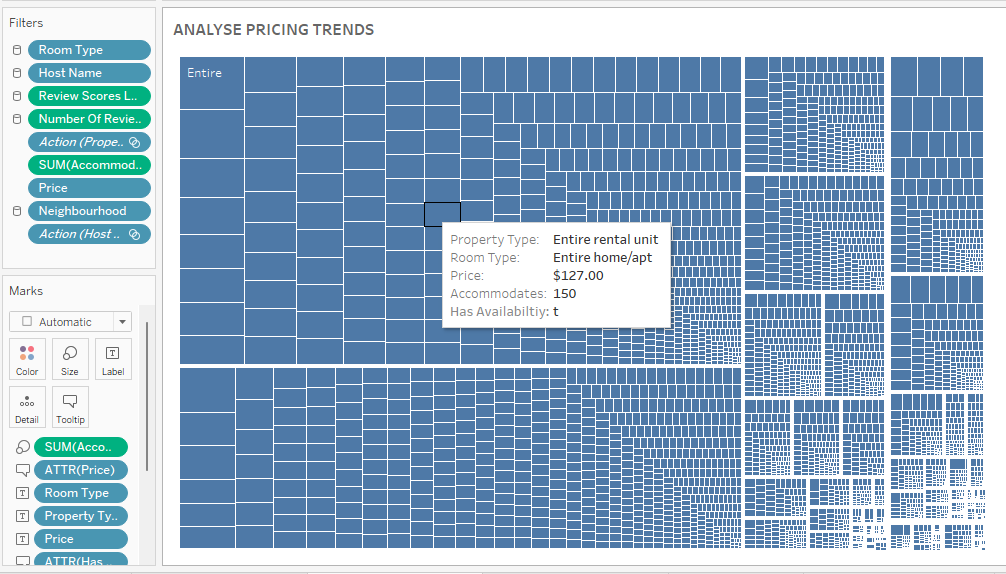 Filters
Room Type
Host Name
Review Scores L..
Number Of Revie..
Action (Prope..
SUM(Accommod..
Price
Neighbourhood
Action (Host ..
Marks
Automatic
Color
Size
Label
Detail
Tooltip
SUM(Acco..
ATTR(Price)
Room Type
Property Ty..
Price
ATTR(Has..
ANALYSE PRICING TRENDS
Entire
Property Type: Entire rental unit
Room Type: Entire home/apt
Price: $127.00
Accommodates: 150
Has Availabiltiy: t